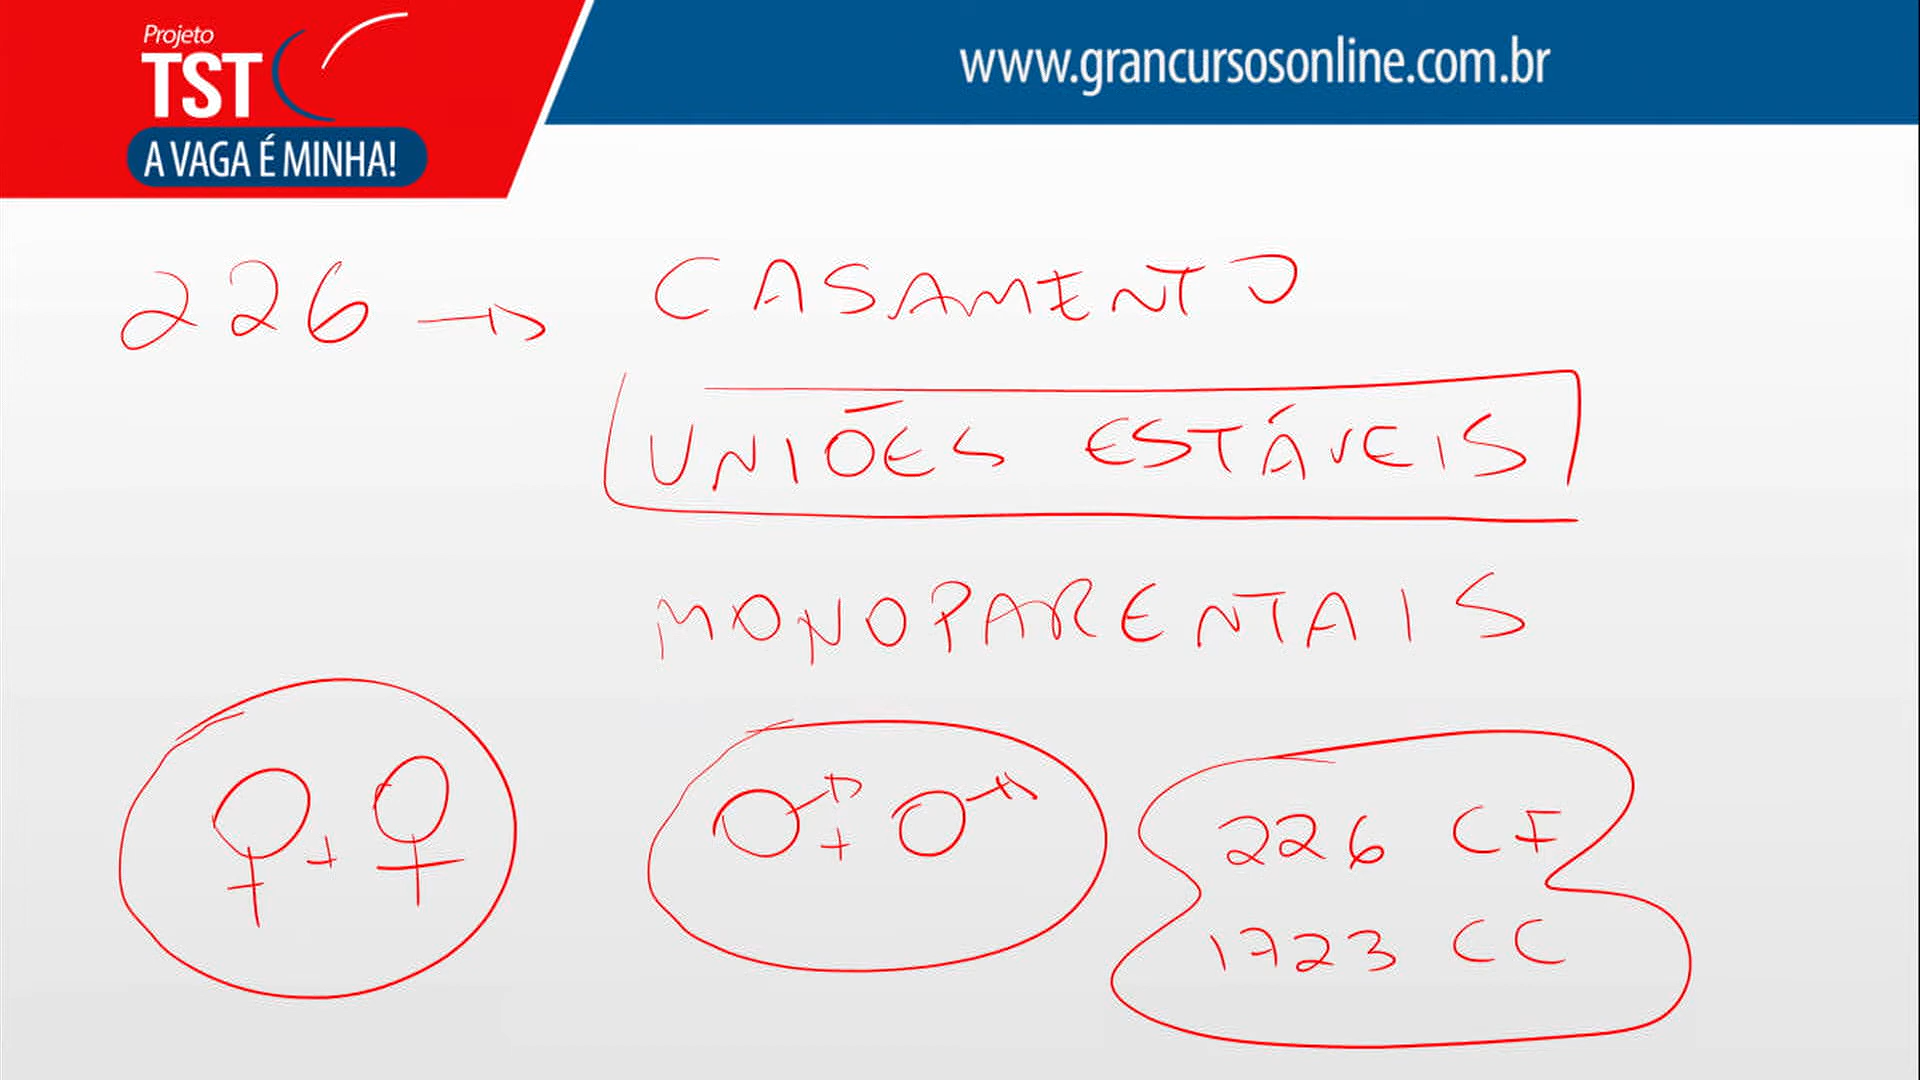 Projeto
TST
A VAGA É MINHA!
www.grancursosonline.com.br
226 → CASAMENTO
UNIÕES ESTÁVEIS
MONOPARENTAIS
♀ + ♀
♂ + ♂
226 CF
1723 CC